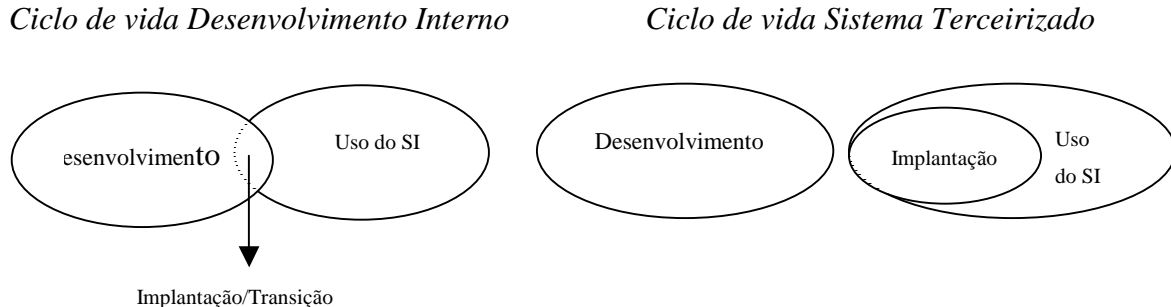 Ciclo de vida Desenvolvimento Interno
Ciclo de vida Sistema Terceirizado
esenvolvimento
Uso do SI
Desenvolvimento
Implantação
Uso
do SI
Implantação/Transição